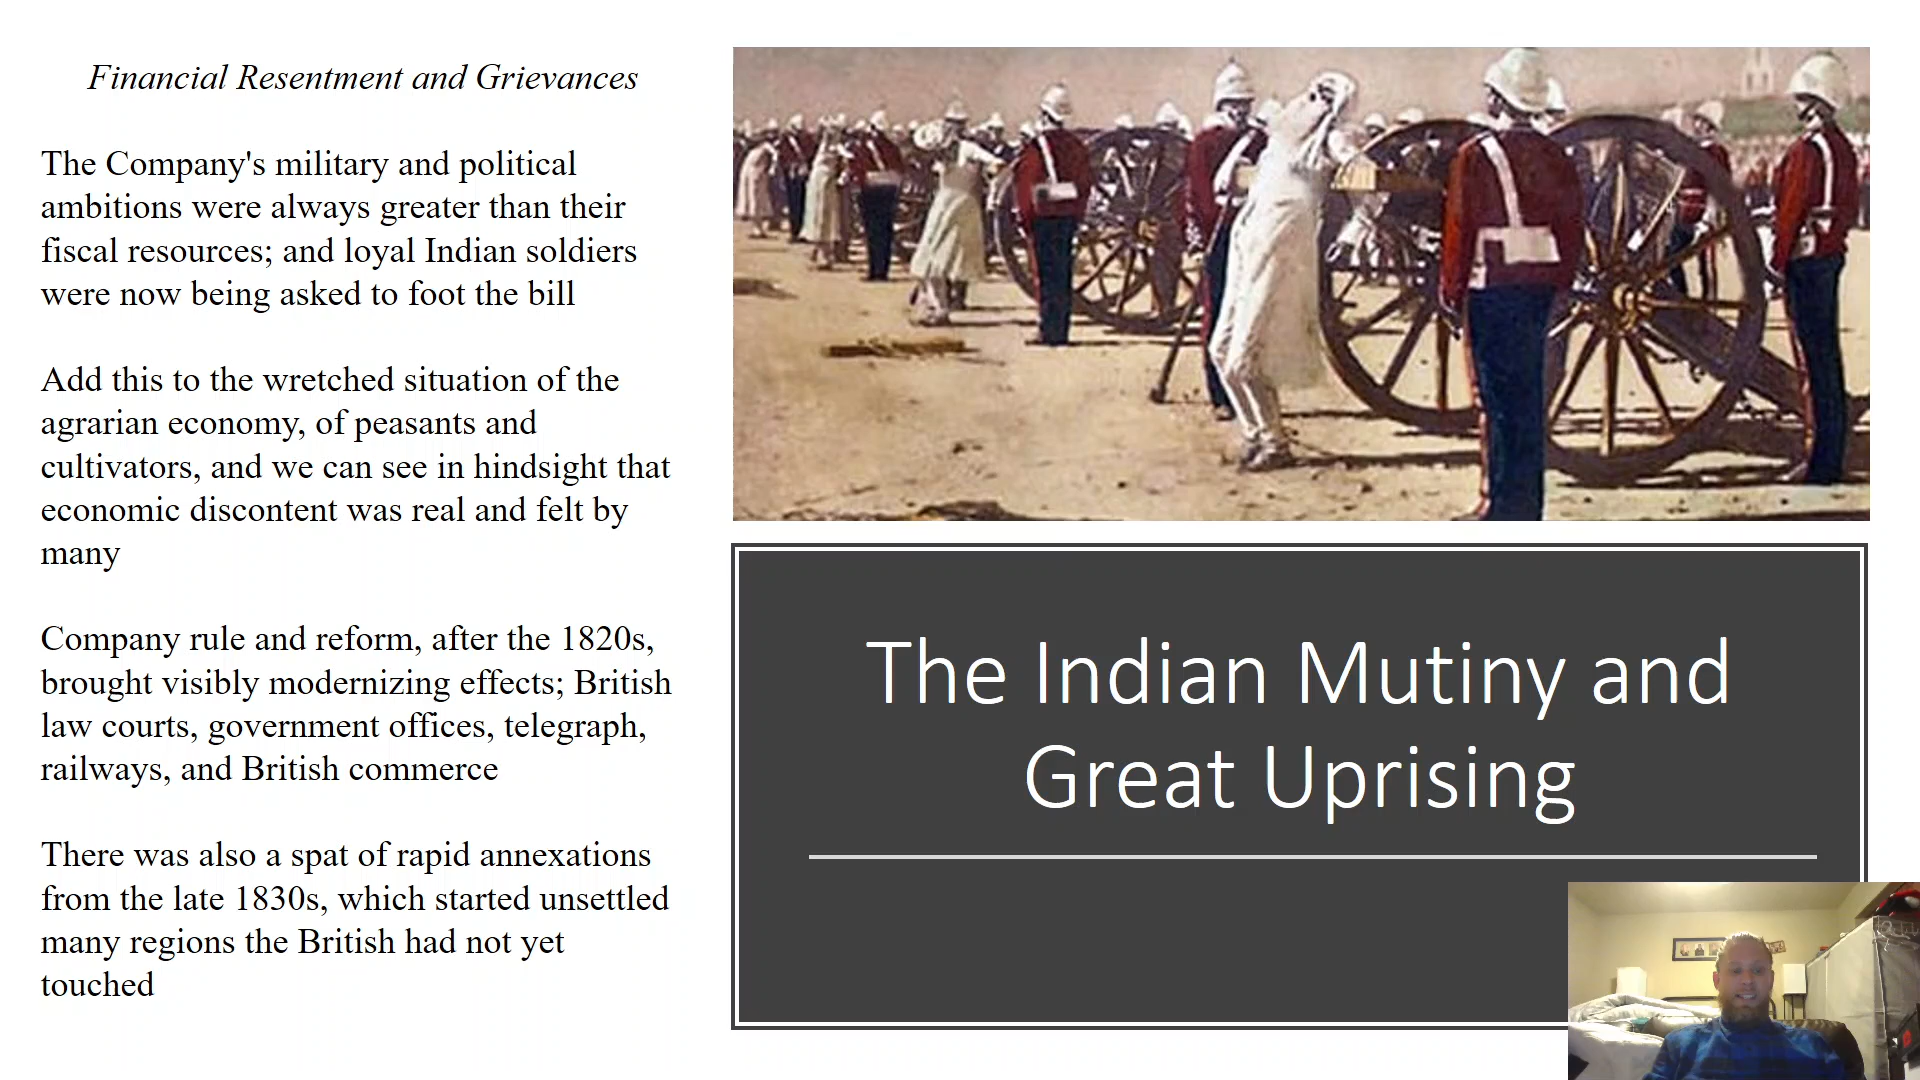 Financial Resentment and Grievances
The Company's military and political
ambitions were always greater than their
fiscal resources; and loyal Indian soldiers
were now being asked to foot the bill
Add this to the wretched situation of the
agrarian economy, of peasants and
cultivators, and we can see in hindsight that
economic discontent was real and felt by
many
Company rule and reform, after the 1820s,
brought visibly modernizing effects; British
law courts, government offices, telegraph,
railways, and British commerce
There was also a spat of rapid annexations
from the late 1830s, which started unsettled
many regions the British had not yet
touched
The Indian Mutiny and
Great Uprising